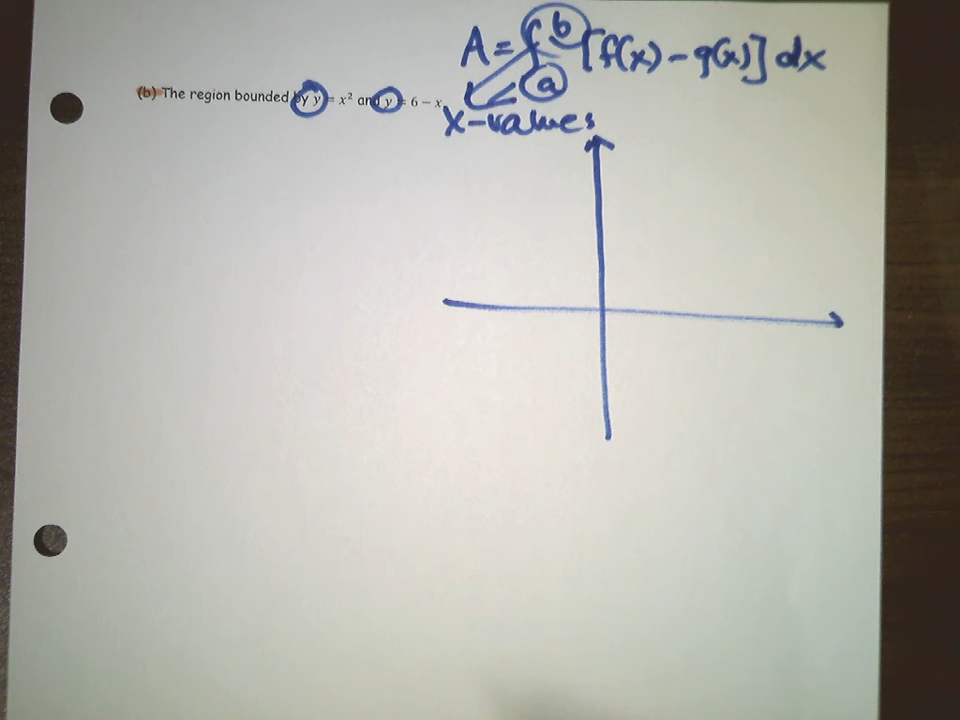 A = ∫ b a [f(x) - g(x)] dx
(b) The region bounded by y = x² and y = 6 − x
x-values